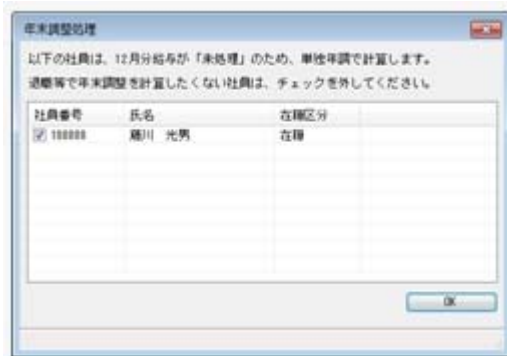 年末調整処理
以下の社員は、12月分給与が「未処理」のため、単独年調で計算します。
退職等で年末調整を計算したくない社員は、チェックを外してください。
社員番号 氏名 在職区分
光男 在職
OK